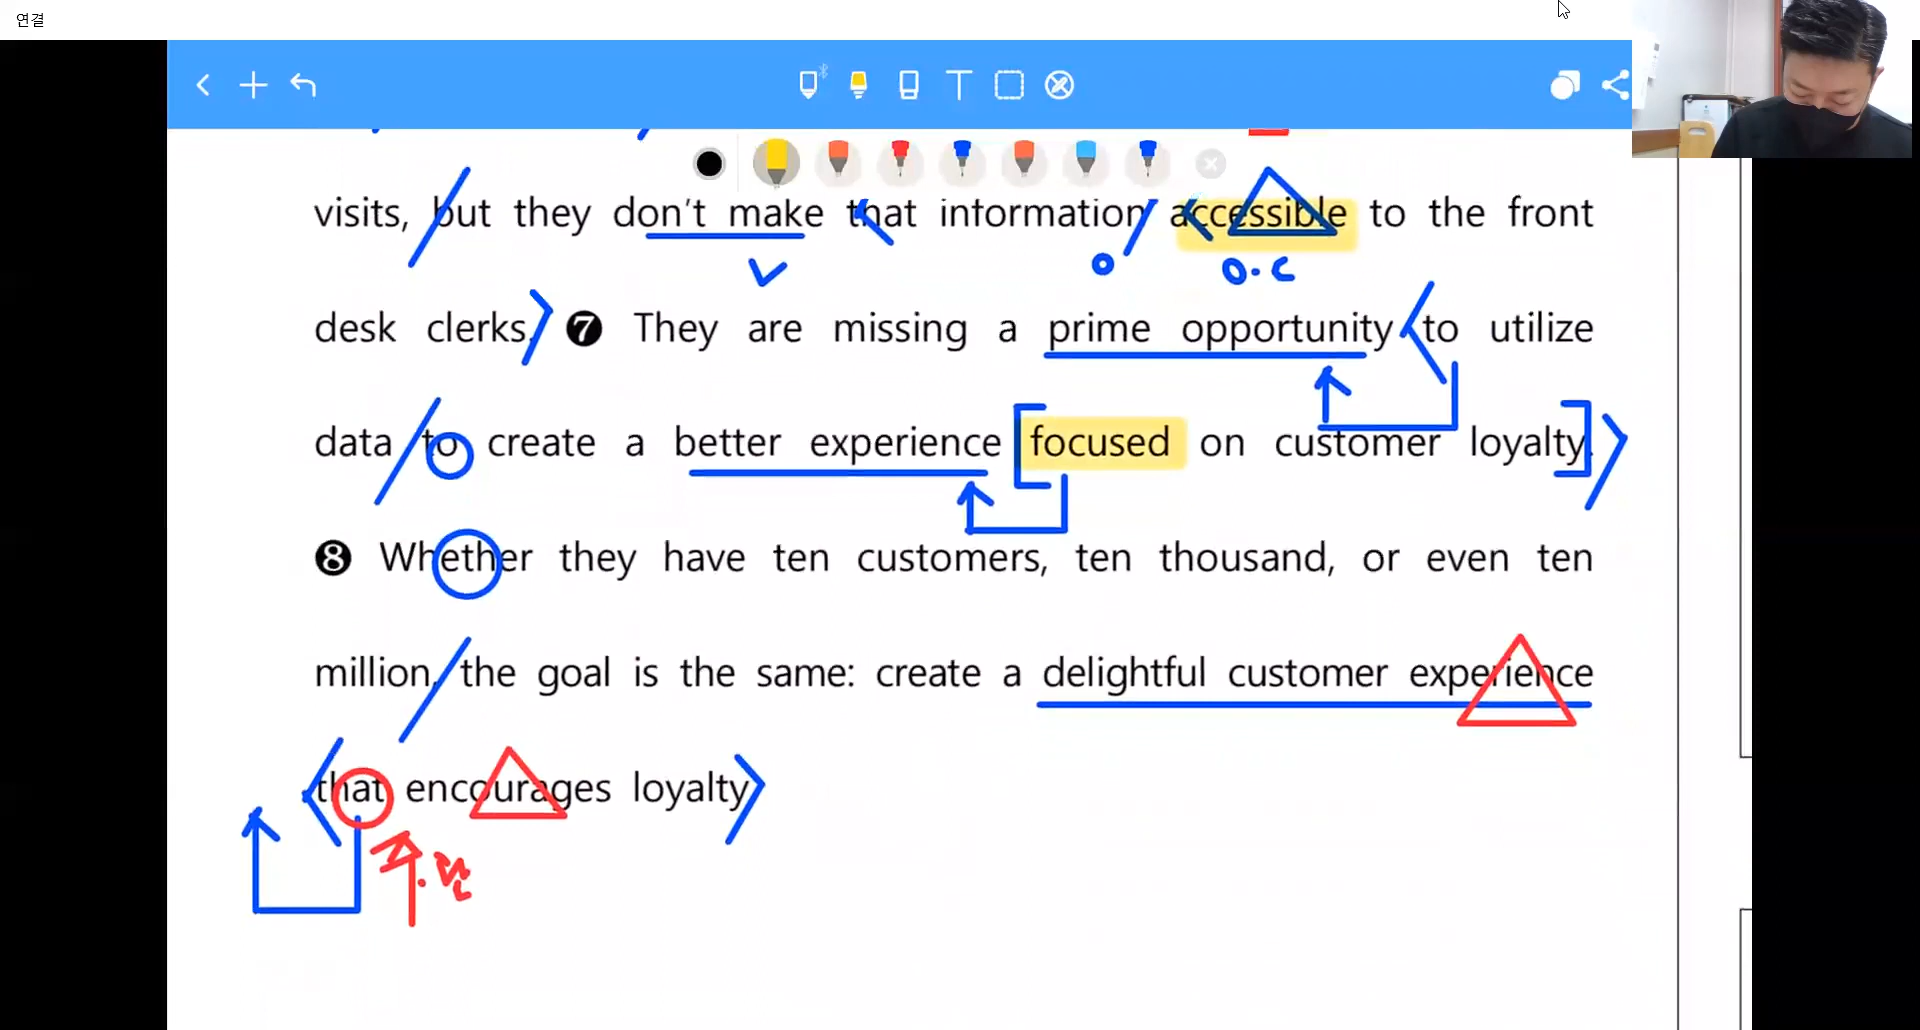 연결
visits, but they don't make that information accessible to the front
V O O.C
desk clerks. ❼ They are missing a prime opportunity to utilize
data to create a better experience focused on customer loyalty.
❽ Whether they have ten customers, ten thousand, or even ten
million, the goal is the same: create a delightful customer experience
that encourages loyalty
주.단